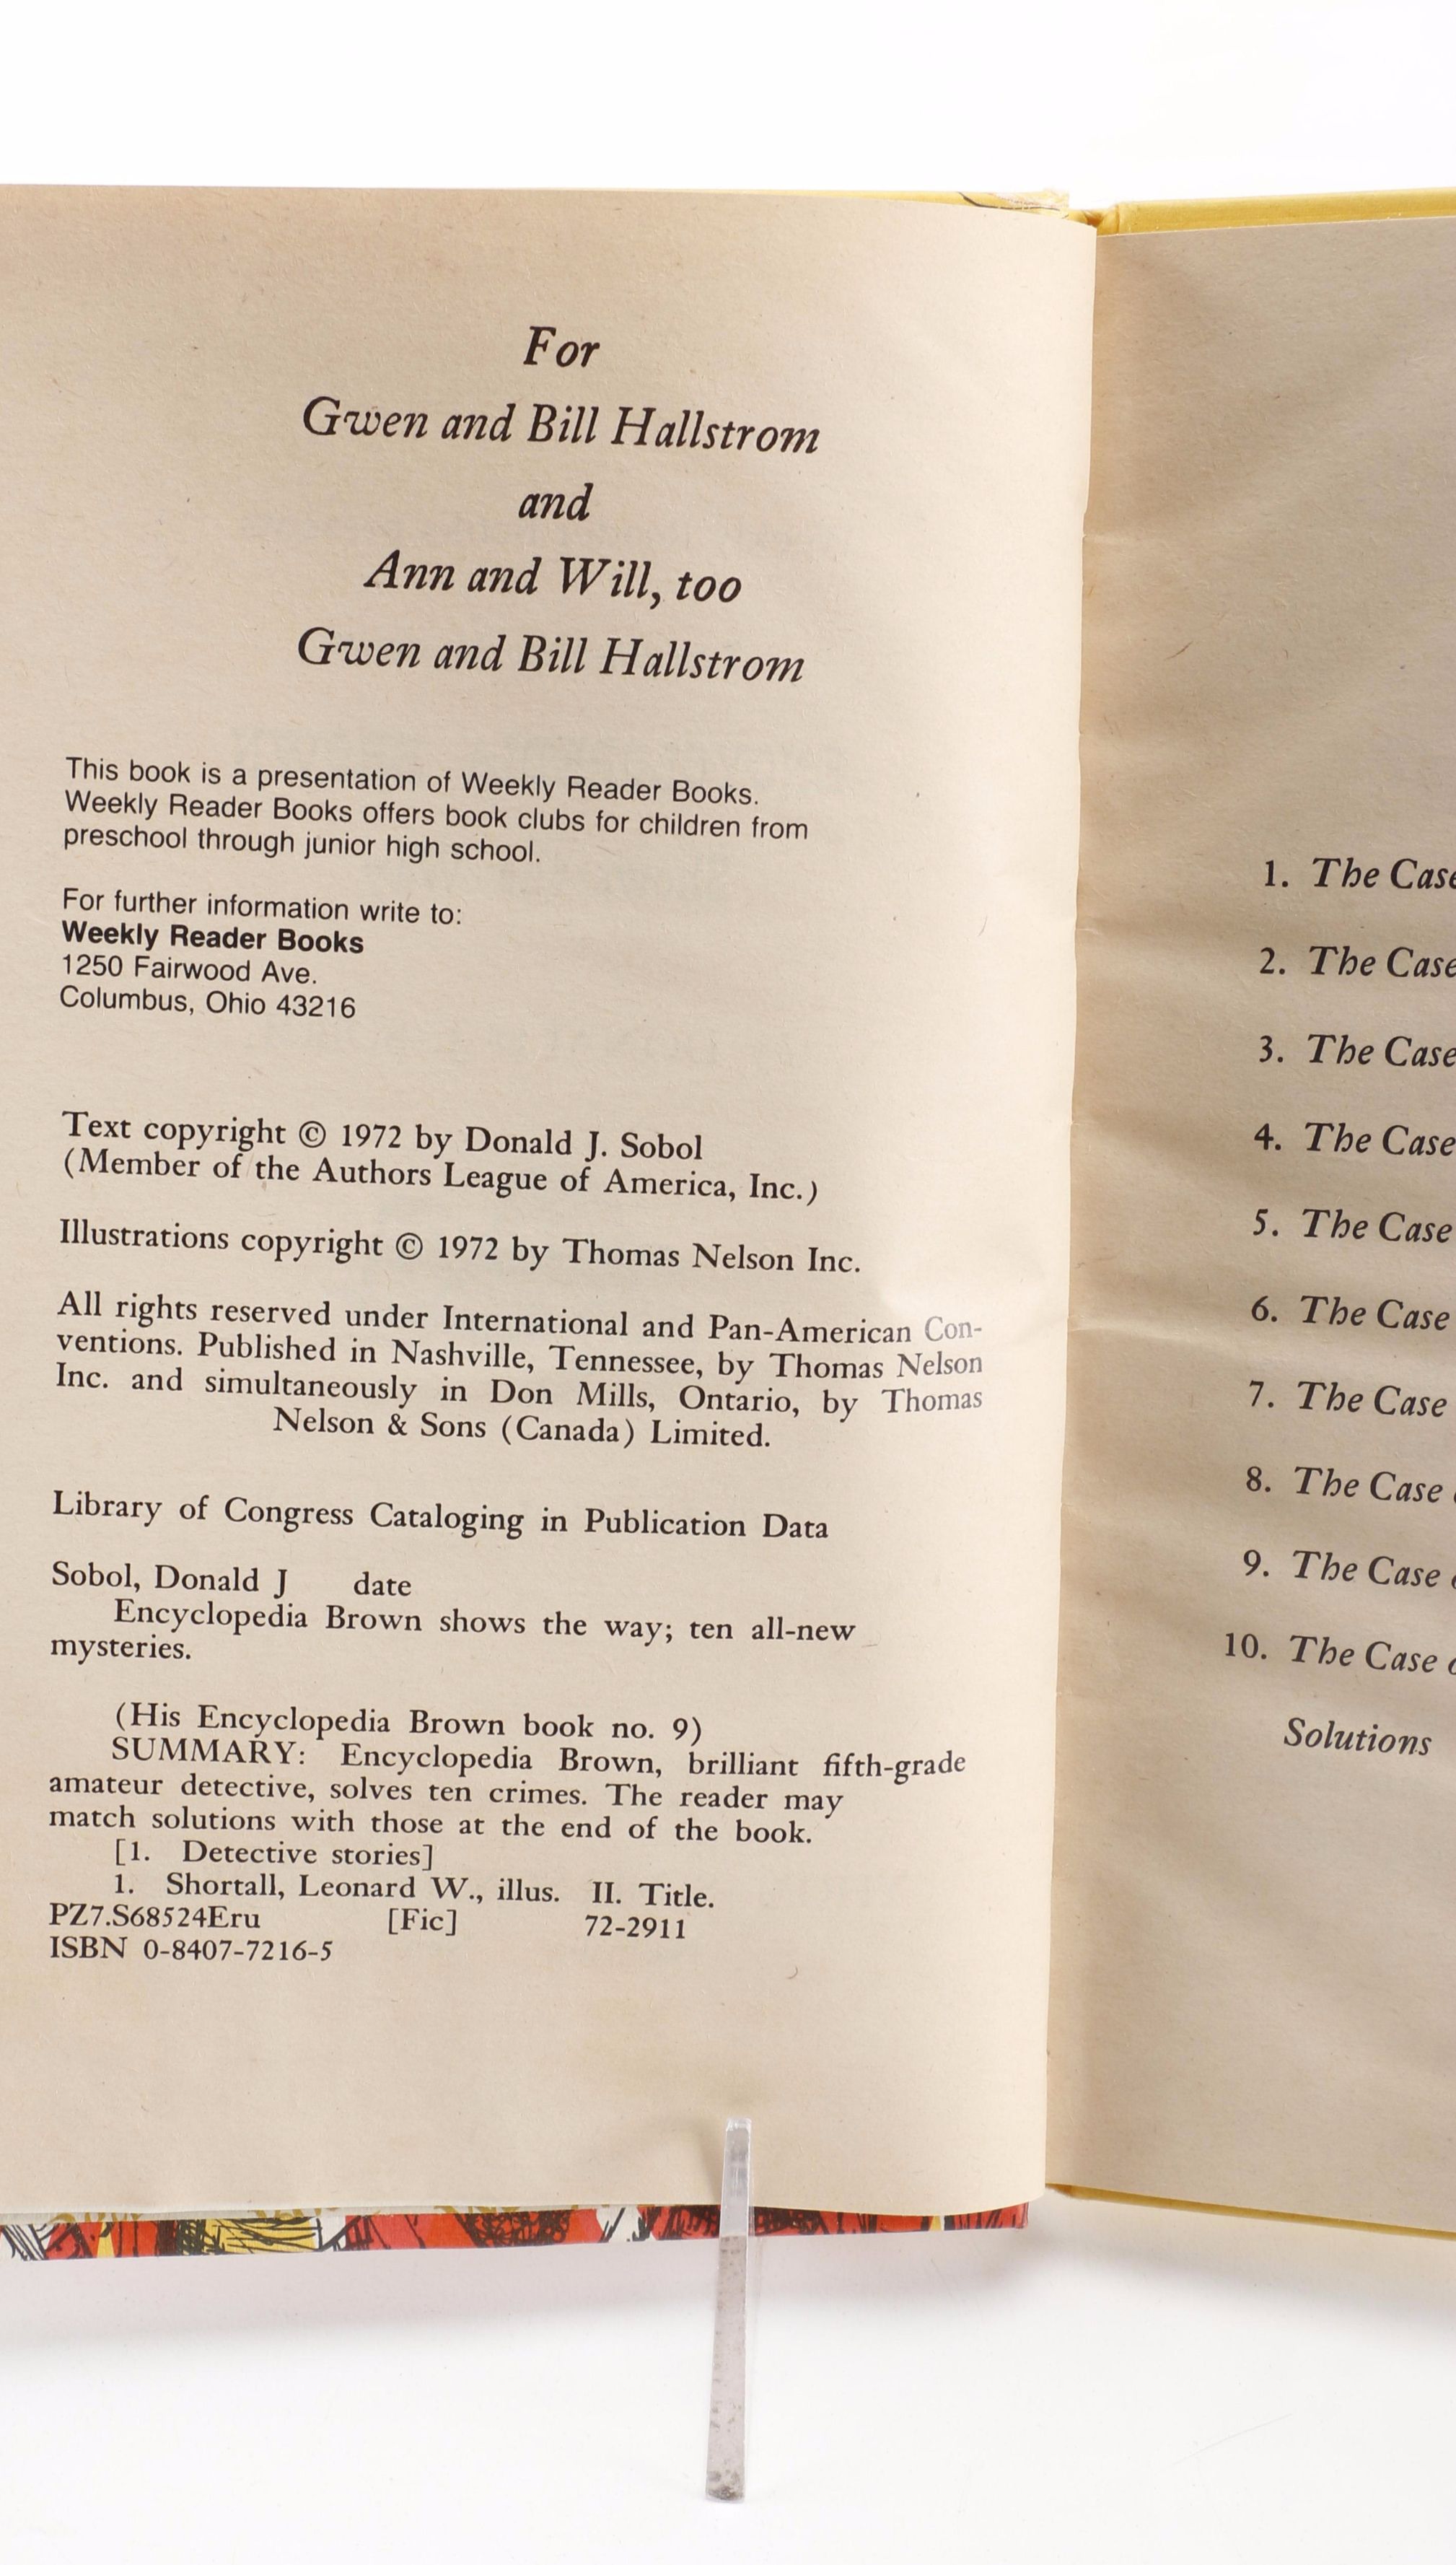 For
Gwen and Bill Hallstrom
and
Ann and Will, too
Gwen and Bill Hallstrom
This book is a presentation of Weekly Reader Books.
Weekly Reader Books offers book clubs for children from
preschool through junior high school.
For further information write to:
Weekly Reader Books
1250 Fairwood Ave.
Columbus, Ohio 43216
Text copyright © 1972 by Donald J. Sobol
(Member of the Authors League of America, Inc.)
Illustrations copyright © 1972 by Thomas Nelson Inc.
All rights reserved under International and Pan-American Con-
ventions. Published in Nashville, Tennessee, by Thomas Nelson
Inc. and simultaneously in Don Mills, Ontario, by Thomas
Nelson & Sons (Canada) Limited.
Library of Congress Cataloging in Publication Data
Sobol, Donald J date
Encyclopedia Brown shows the way; ten all-new
mysteries.
(His Encyclopedia Brown book no. 9)
SUMMARY: Encyclopedia Brown, brilliant fifth-grade
amateur detective, solves ten crimes. The reader may
match solutions with those at the end of the book.
[1. Detective stories]
1. Shortall, Leonard W., illus. II. Title.
PZ7.S68524Eru [Fic] 72-2911
ISBN 0-8407-7216-5
1. The Case
2. The Case
3. The Case
4. The Case
5. The Case
6. The Case
7. The Case
8. The Case
9. The Case
10. The Case
Solutions